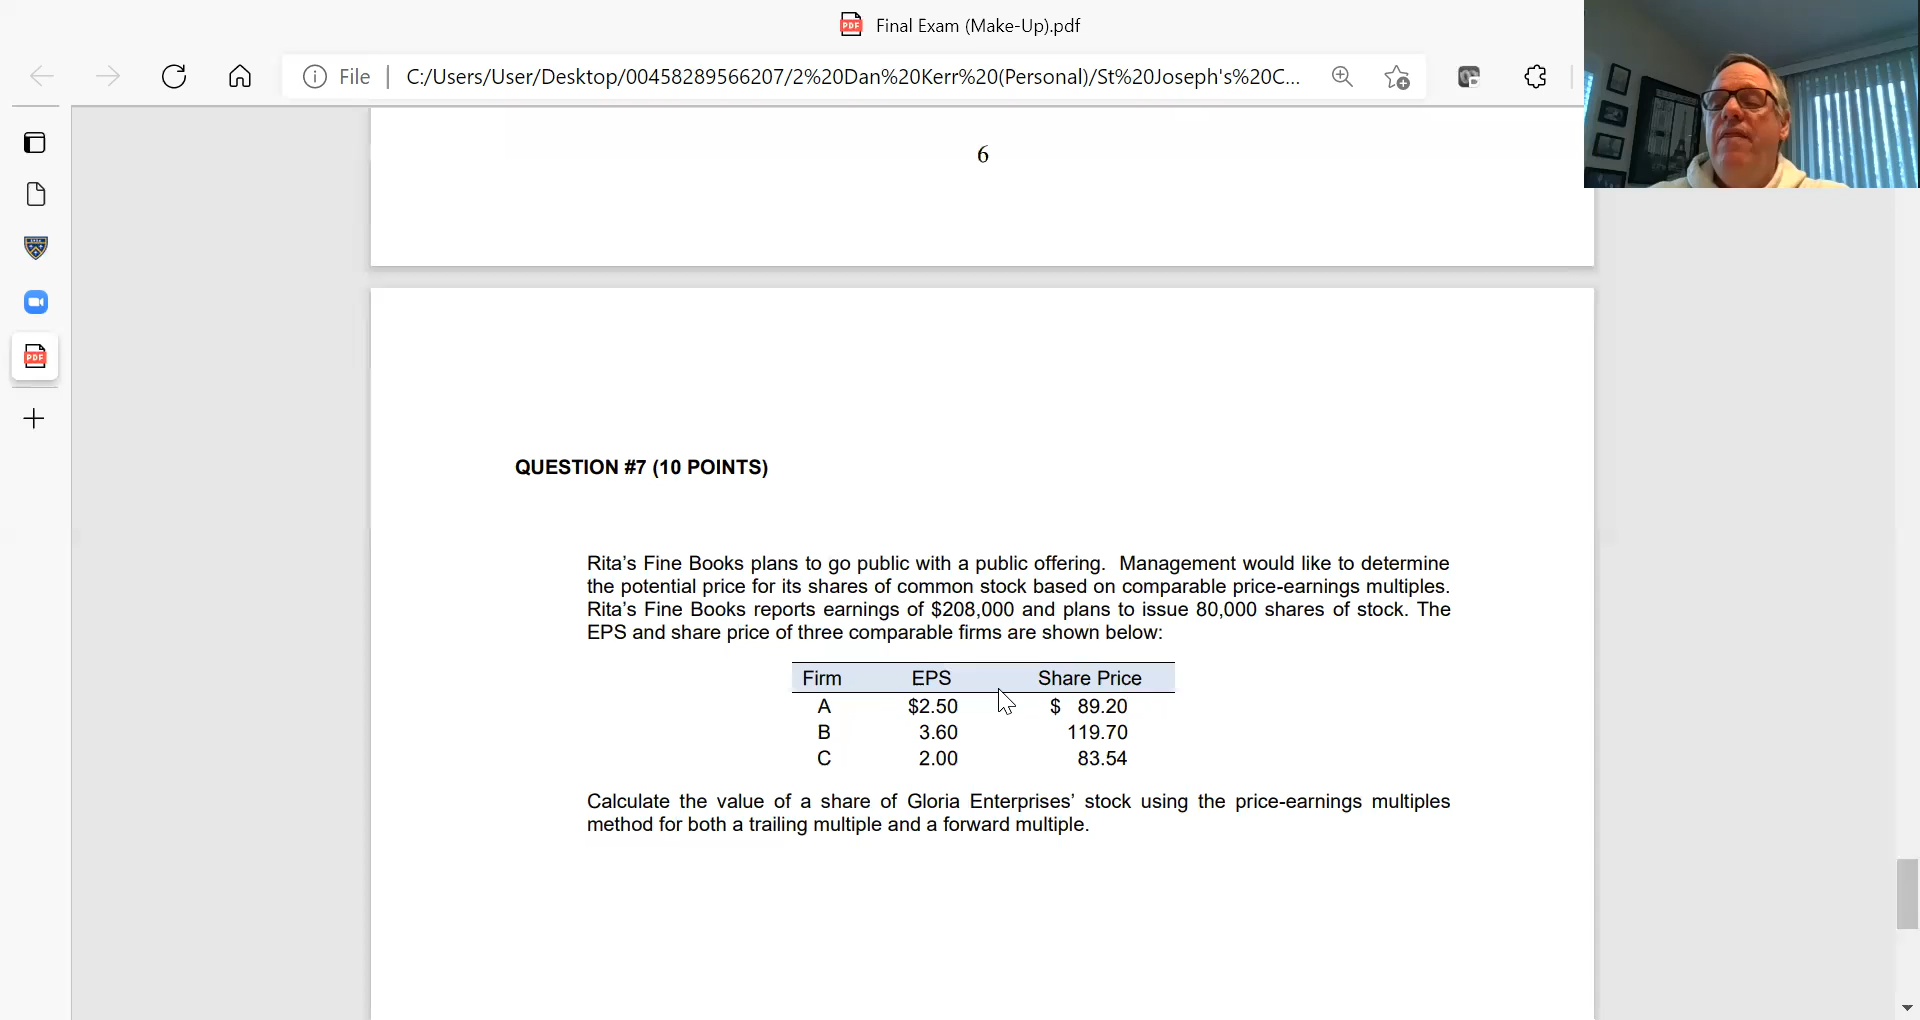 PDF Final Exam (Make-Up).pdf
File | C:/Users/User/Desktop/00458289566207/2%20Dan%20Kerr%20(Personal)/St%20Joseph's%20C...
PDF
6
QUESTION #7 (10 POINTS)
Rita’s Fine Books plans to go public with a public offering. Management would like to determine
the potential price for its shares of common stock based on comparable price-earnings multiples.
Rita’s Fine Books reports earnings of $208,000 and plans to issue 80,000 shares of stock. The
EPS and share price of three comparable firms are shown below:
Firm EPS Share Price
A $2.50 $ 89.20
B 3.60 119.70
C 2.00 83.54
Calculate the value of a share of Gloria Enterprises’ stock using the price-earnings multiples
method for both a trailing multiple and a forward multiple.